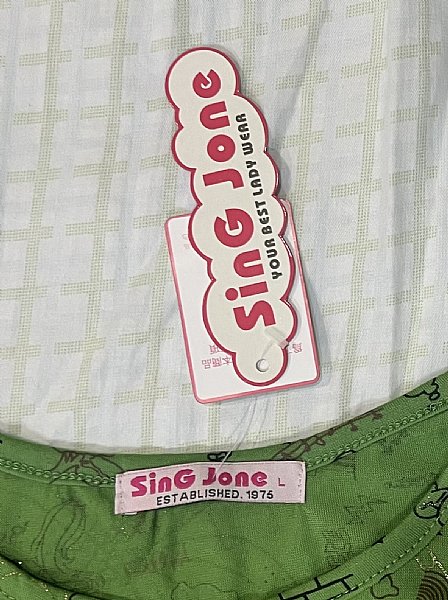 SinG Jone
YOUR BEST LADY WEAR
SinG Jone L
ESTABLISHED. 1975